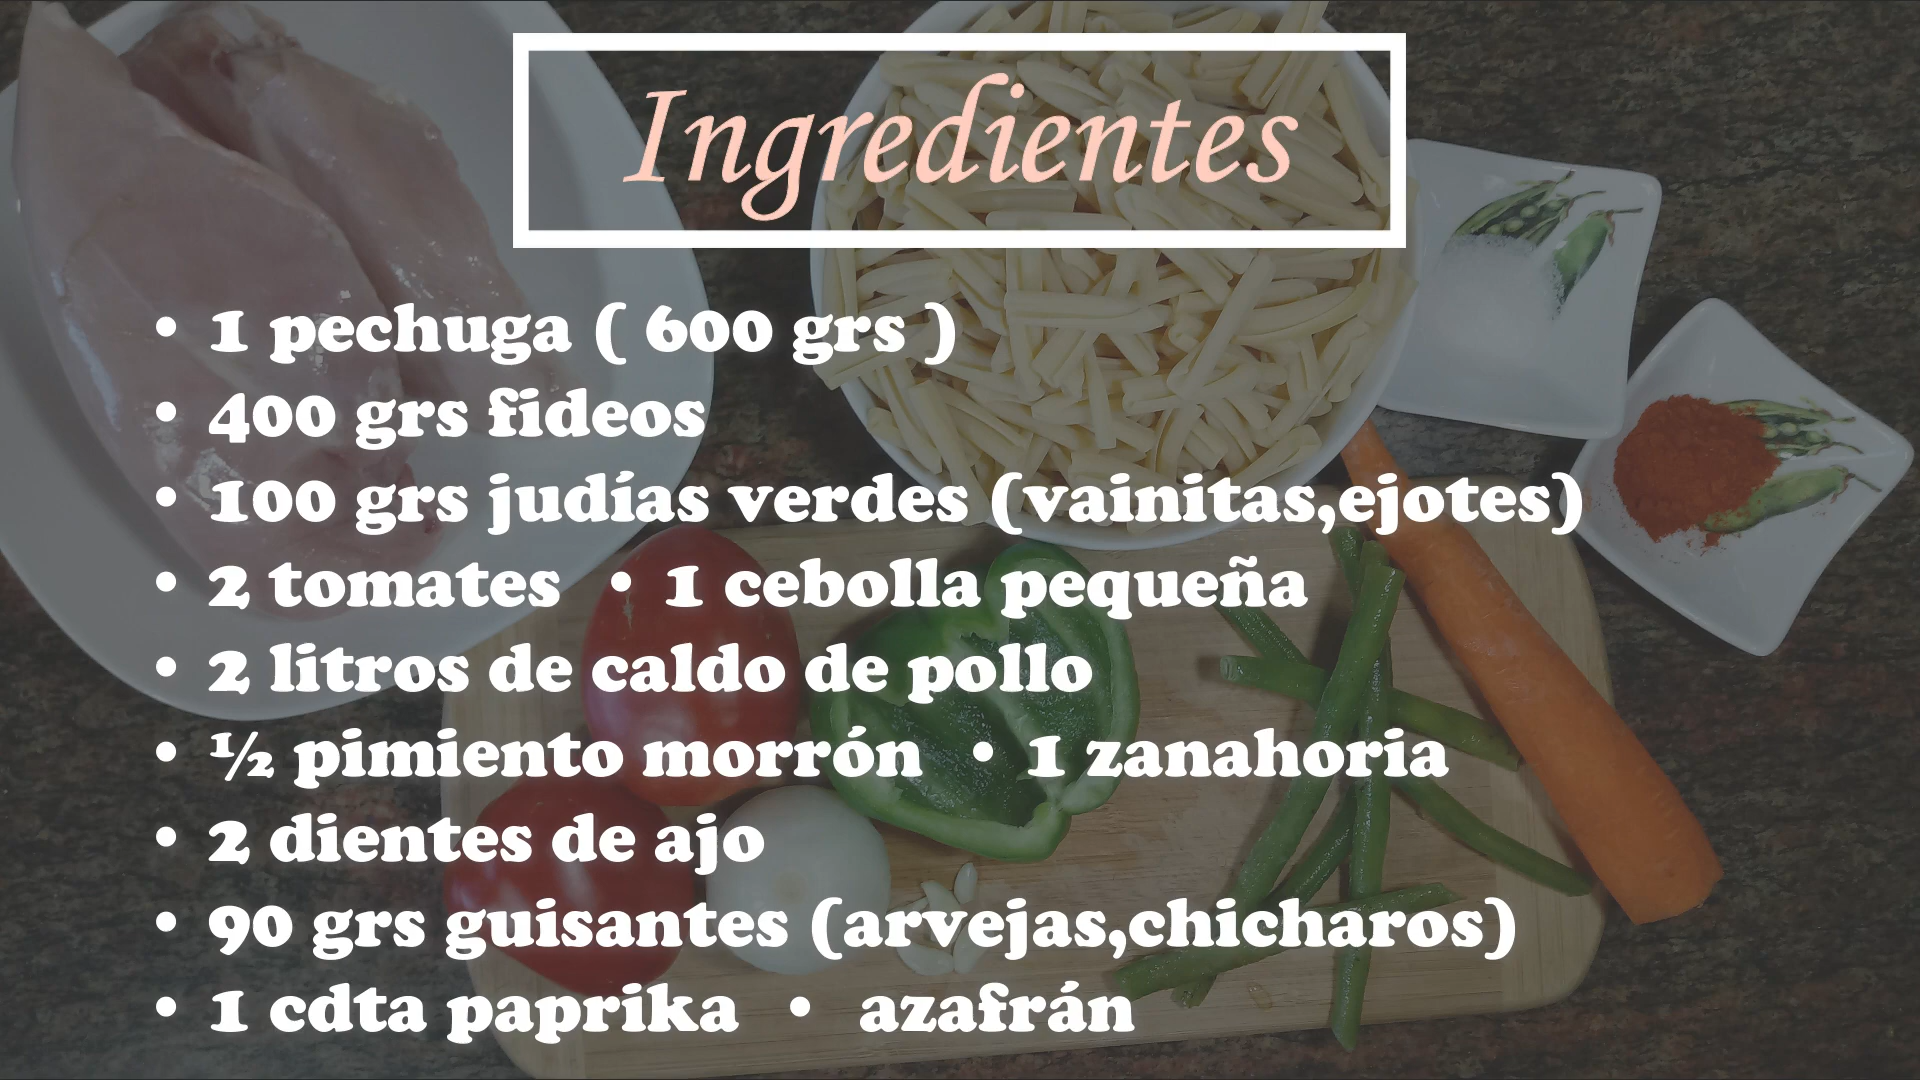 Ingredientes
• 1 pechuga ( 600 grs )
• 400 grs fideos
• 100 grs judías verdes (vainitas,ejotes)
• 2 tomates • 1 cebolla pequeña
• 2 litros de caldo de pollo
• ½ pimiento morrón • 1 zanahoria
• 2 dientes de ajo
• 90 grs guisantes (arvejas,chicharos)
• 1 cdta paprika • azafrán